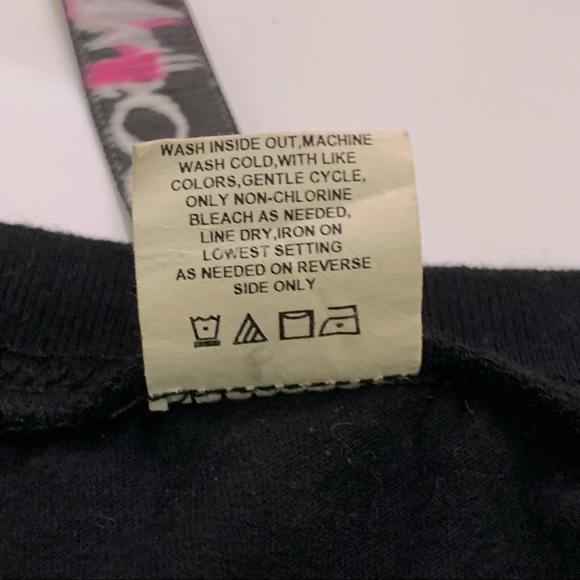 WASH INSIDE OUT,MACHINE
WASH COLD,WITH LIKE
COLORS,GENTLE CYCLE,
ONLY NON-CHLORINE
BLEACH AS NEEDED,
LINE DRY,IRON ON
LOWEST SETTING
AS NEEDED ON REVERSE
SIDE ONLY